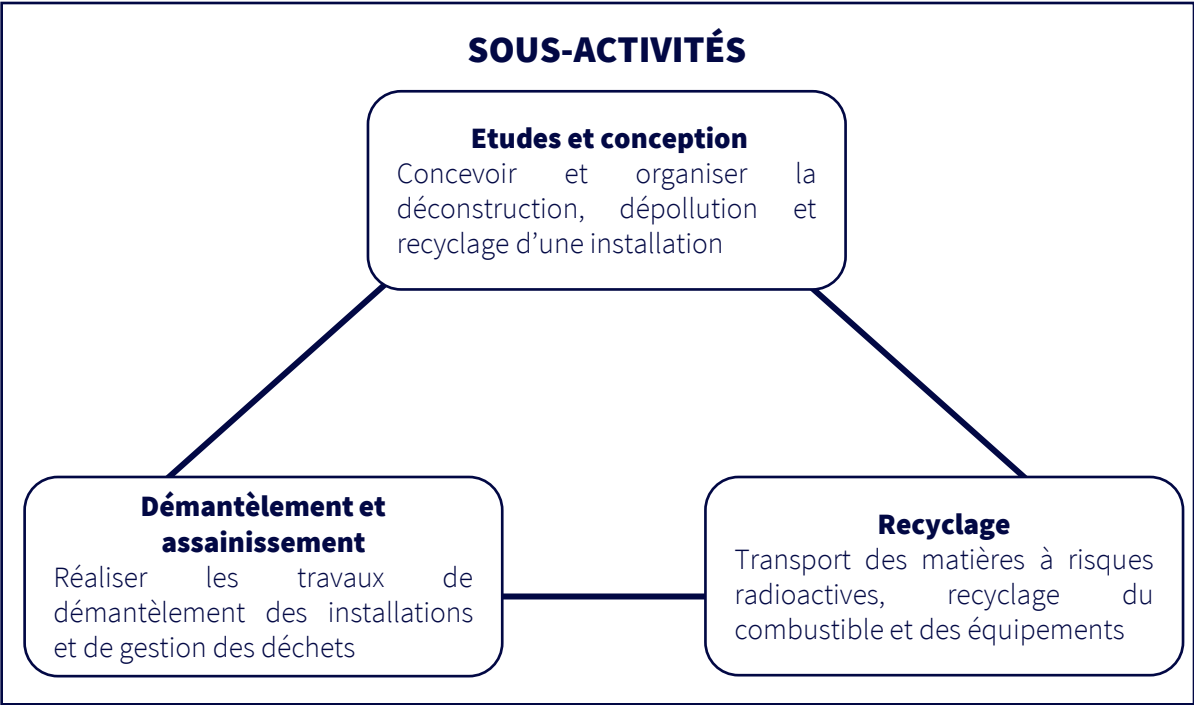 SOUS-ACTIVITÉS
Etudes et conception
Concevoir et organiser la
déconstruction, dépollution et
recyclage d’une installation
Démantèlement et
assainissement
Réaliser les travaux de
démantèlement des installations
et de gestion des déchets
Recyclage
Transport des matières à risques
radioactives, recyclage du
combustible et des équipements